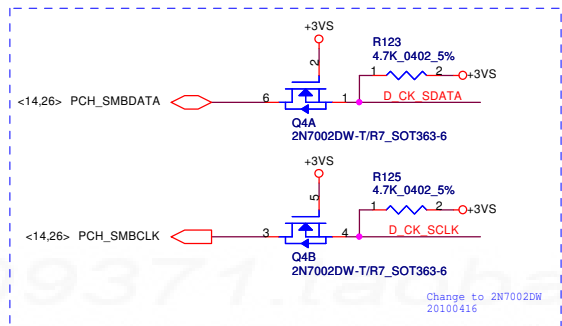 +3VS
R123
4.7K_0402_5%
2
1 2 +3VS
<14,26> PCH_SMBDATA 6 1 D_CK_SDATA
Q4A
2N7002DW-T/R7_SOT363-6
+3VS
R125
4.7K_0402_5%
5
1 2 +3VS
<14,26> PCH_SMBCLK 3 4 D_CK_SCLK
Q4B
2N7002DW-T/R7_SOT363-6
9371.taoba
Change to 2N7002DW
20100416